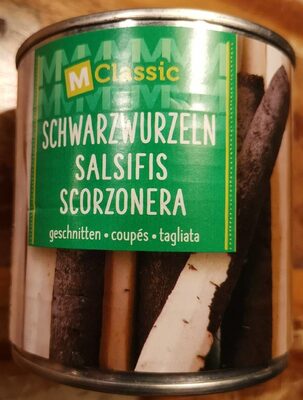 M Classic
SCHWARZWURZELN
SALSIFIS
SCORZONERA
geschnitten • coupés • tagliata